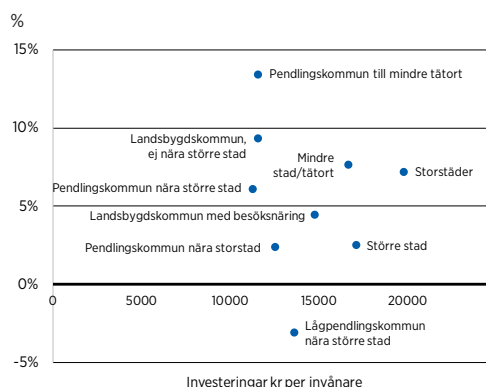 %
15%
Pendlingskommun till mindre tätort
10%
Landsbygdskommun,
ej nära större stad
Mindre
stad/tätort
Storstäder
Pendlingskommun nära större stad
5%
Landsbygdskommun med besöksnäring
Pendlingskommun nära storstad
Större stad
0%
0 5000 10000 15000 20000
Lågpendlingskommun
nära större stad
-5%
Investeringar kr per invånare